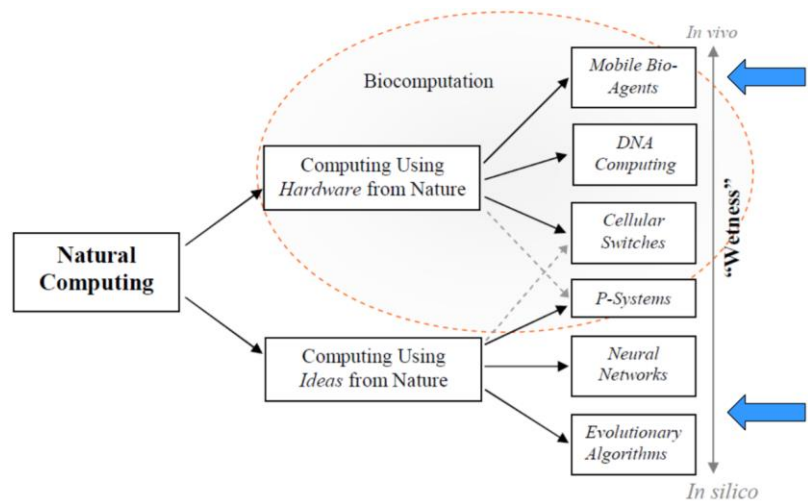 In vivo
Mobile Bio-
Agents
Biocomputation
DNA
Computing
Computing Using
Hardware from Nature
Cellular
Switches
"Wetness"
Natural
Computing
P-Systems
Computing Using
Ideas from Nature
Neural
Networks
Evolutionary
Algorithms
In silico